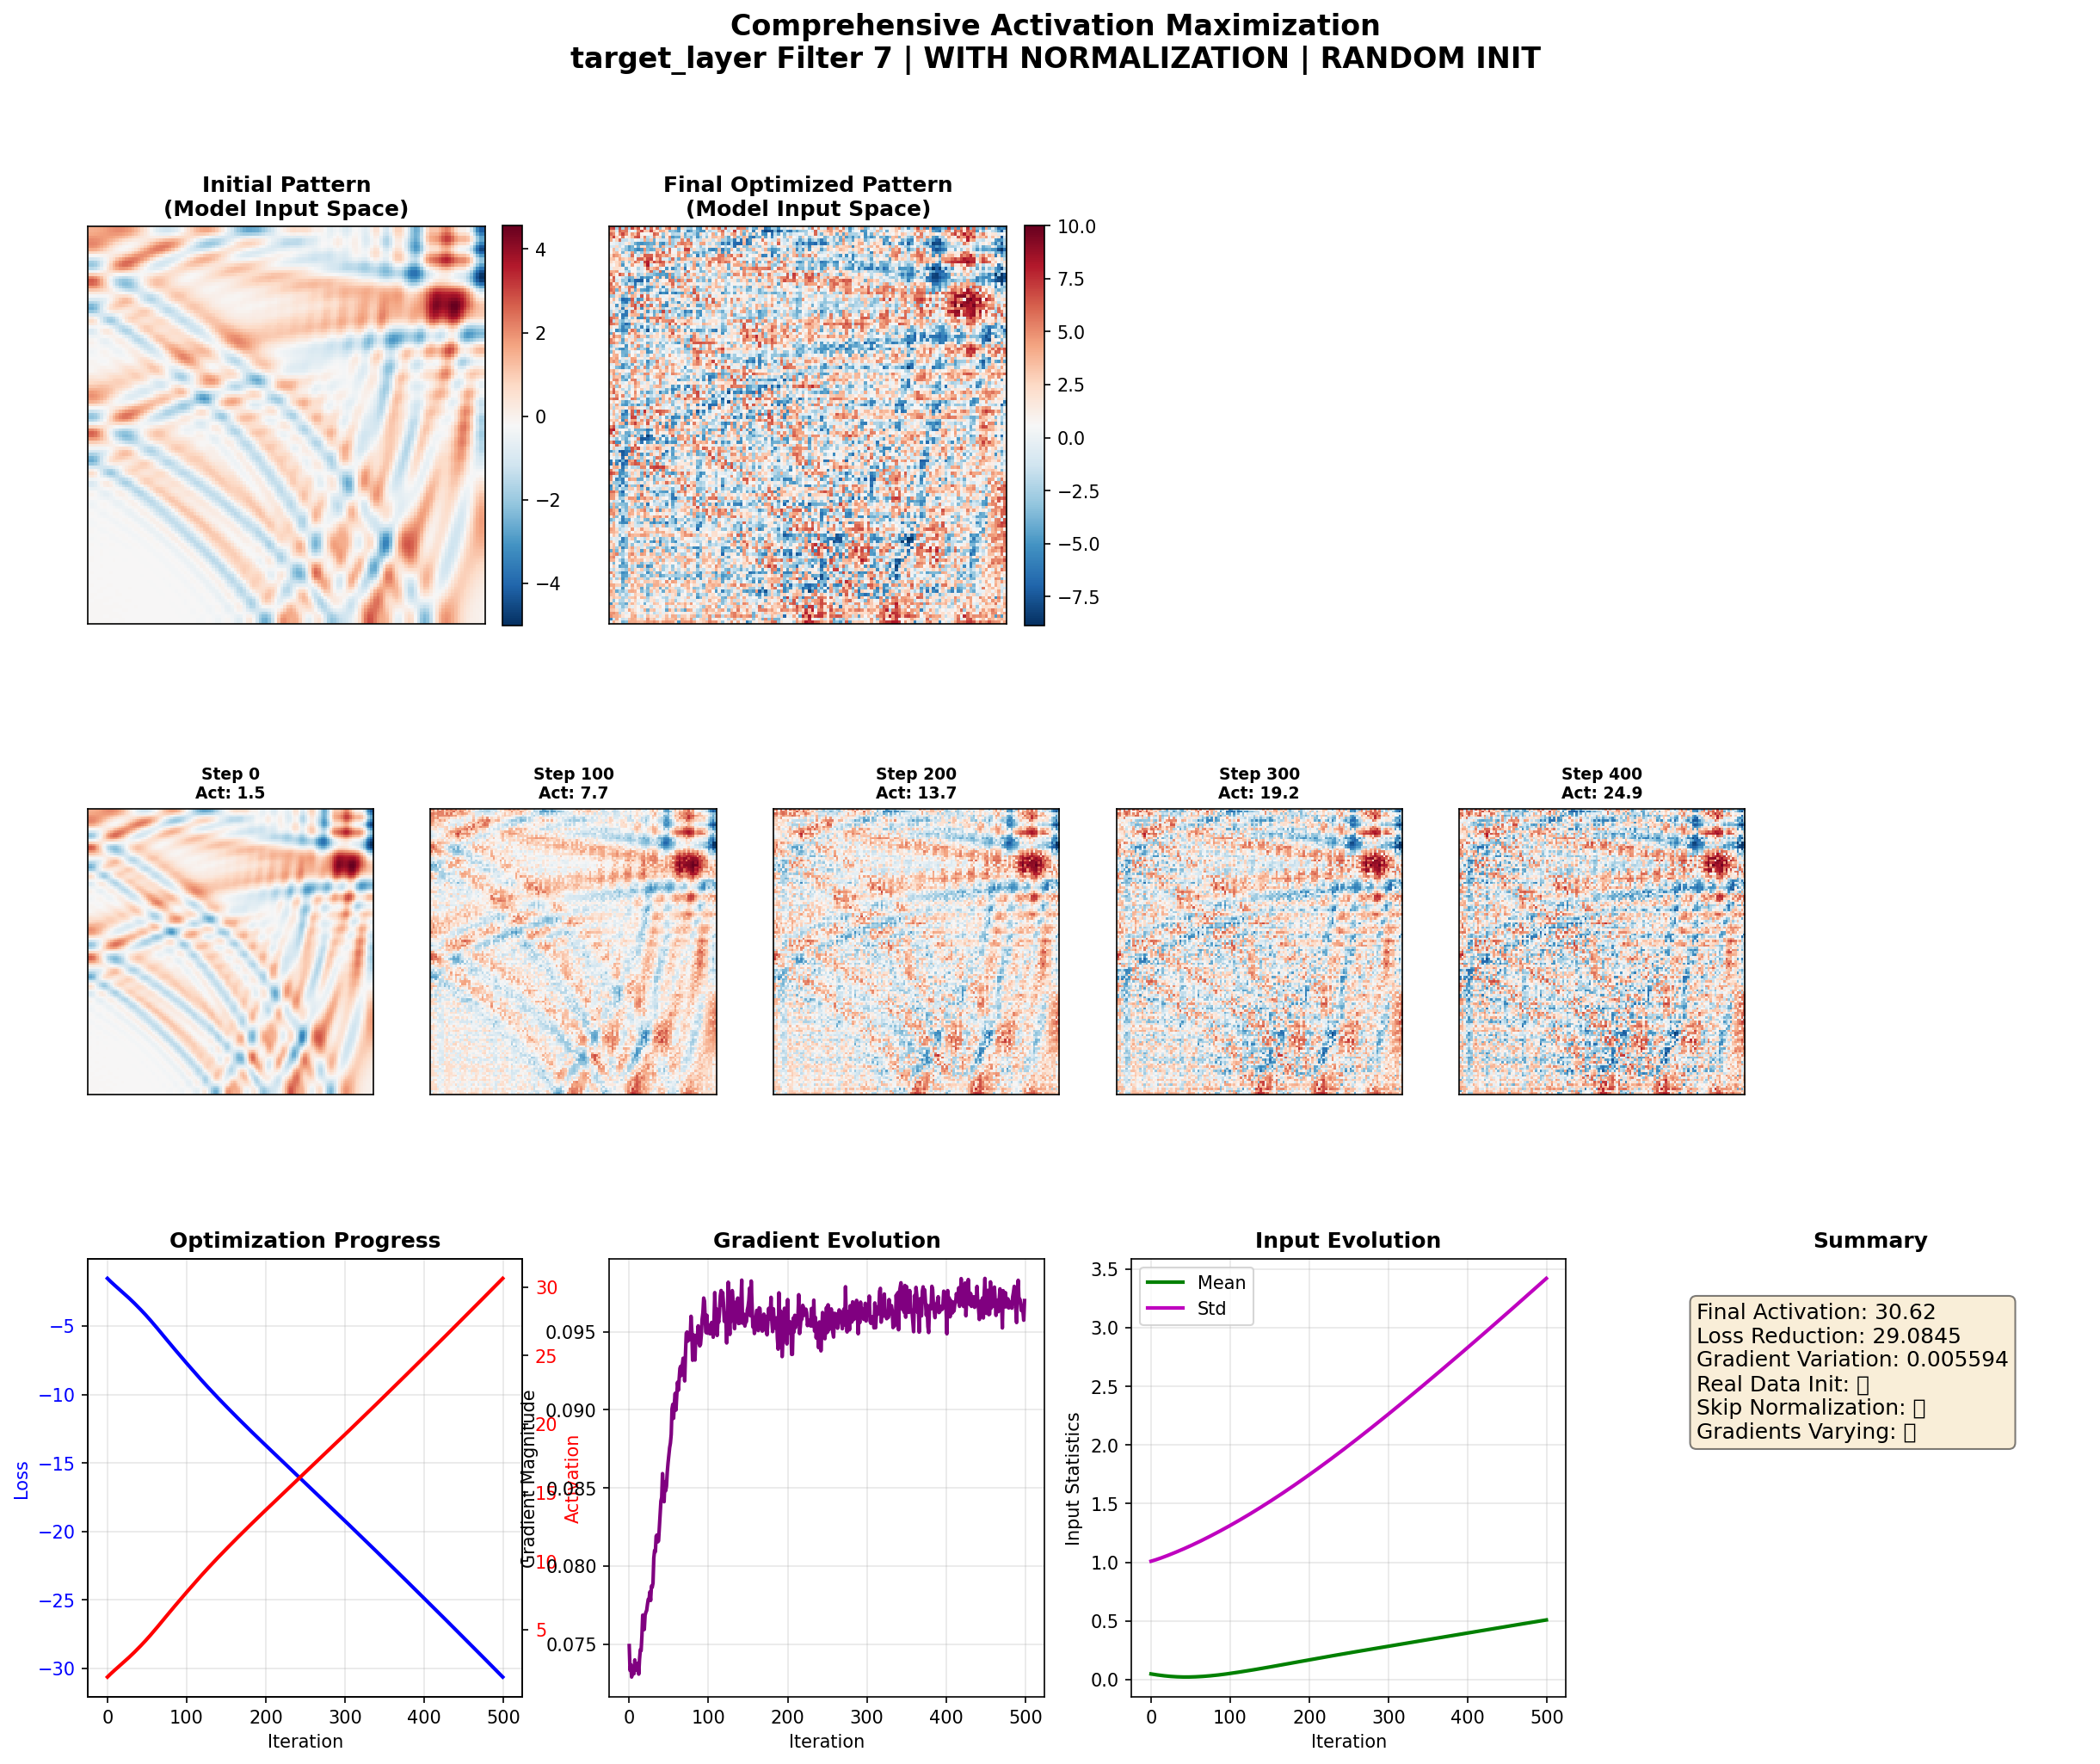 Comprehensive Activation Maximization
target_layer Filter 7 | WITH NORMALIZATION | RANDOM INIT
Initial Pattern
(Model Input Space)
4
2
0
−2
−4
Final Optimized Pattern
(Model Input Space)
10.0
7.5
5.0
2.5
0.0
−2.5
−5.0
−7.5
Step 0
Act: 1.5
Step 100
Act: 7.7
Step 200
Act: 13.7
Step 300
Act: 19.2
Step 400
Act: 24.9
Optimization Progress
Loss
−5
−10
−15
−20
−25
−30
0 100 200 300 400 500
Iteration
30
25
20
15
10
5
Activation
Gradient Evolution
Gradient Magnitude
0.095
0.090
0.085
0.080
0.075
0 100 200 300 400 500
Iteration
Input Evolution
Input Statistics
3.5
3.0
2.5
2.0
1.5
1.0
0.5
0.0
Mean
Std
0 100 200 300 400 500
Iteration
Summary
Final Activation: 30.62
Loss Reduction: 29.0845
Gradient Variation: 0.005594
Real Data Init:
Skip Normalization:
Gradients Varying: